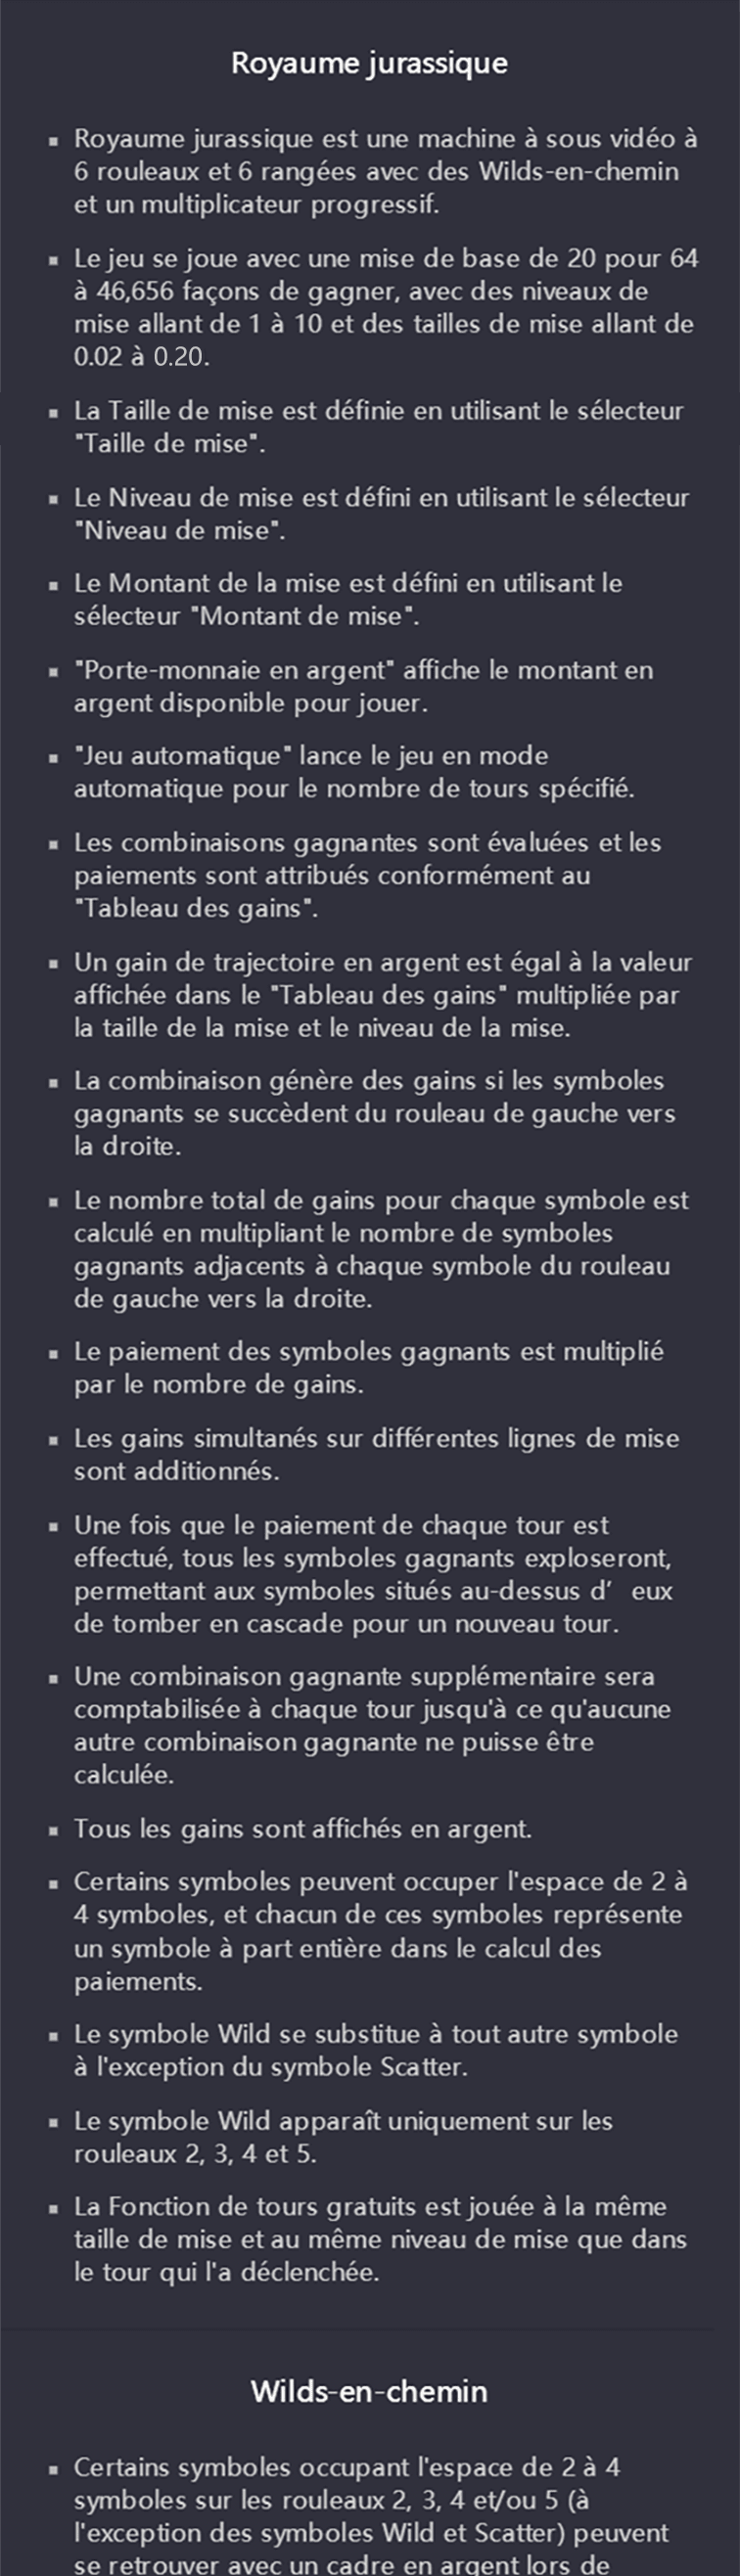 Royaume jurassique
▪ Royaume jurassique est une machine à sous vidéo à
6 rouleaux et 6 rangées avec des Wilds-en-chemin
et un multiplicateur progressif.
▪ Le jeu se joue avec une mise de base de 20 pour 64
à 46,656 façons de gagner, avec des niveaux de
mise allant de 1 à 10 et des tailles de mise allant de
0.02 à 0.20.
▪ La Taille de mise est définie en utilisant le sélecteur
"Taille de mise".
▪ Le Niveau de mise est défini en utilisant le sélecteur
"Niveau de mise".
▪ Le Montant de la mise est défini en utilisant le
sélecteur "Montant de mise".
▪ "Porte-monnaie en argent" affiche le montant en
argent disponible pour jouer.
▪ "Jeu automatique" lance le jeu en mode
automatique pour le nombre de tours spécifié.
▪ Les combinaisons gagnantes sont évaluées et les
paiements sont attribués conformément au
"Tableau des gains".
▪ Un gain de trajectoire en argent est égal à la valeur
affichée dans le "Tableau des gains" multipliée par
la taille de la mise et le niveau de la mise.
▪ La combinaison génère des gains si les symboles
gagnants se succèdent du rouleau de gauche vers
la droite.
▪ Le nombre total de gains pour chaque symbole est
calculé en multipliant le nombre de symboles
gagnants adjacents à chaque symbole du rouleau
de gauche vers la droite.
▪ Le paiement des symboles gagnants est multiplié
par le nombre de gains.
▪ Les gains simultanés sur différentes lignes de mise
sont additionnés.
▪ Une fois que le paiement de chaque tour est
effectué, tous les symboles gagnants exploseront,
permettant aux symboles situés au-dessus d’ eux
de tomber en cascade pour un nouveau tour.
▪ Une combinaison gagnante supplémentaire sera
comptabilisée à chaque tour jusqu'à ce qu'aucune
autre combinaison gagnante ne puisse être
calculée.
▪ Tous les gains sont affichés en argent.
▪ Certains symboles peuvent occuper l'espace de 2 à
4 symboles, et chacun de ces symboles représente
un symbole à part entière dans le calcul des
paiements.
▪ Le symbole Wild se substitue à tout autre symbole
à l'exception du symbole Scatter.
▪ Le symbole Wild apparaît uniquement sur les
rouleaux 2, 3, 4 et 5.
▪ La Fonction de tours gratuits est jouée à la même
taille de mise et au même niveau de mise que dans
le tour qui l'a déclenchée.
Wilds-en-chemin
▪ Certains symboles occupant l'espace de 2 à 4
symboles sur les rouleaux 2, 3, 4 et/ou 5 (à
l'exception des symboles Wild et Scatter) peuvent
se retrouver avec un cadre en argent lors de